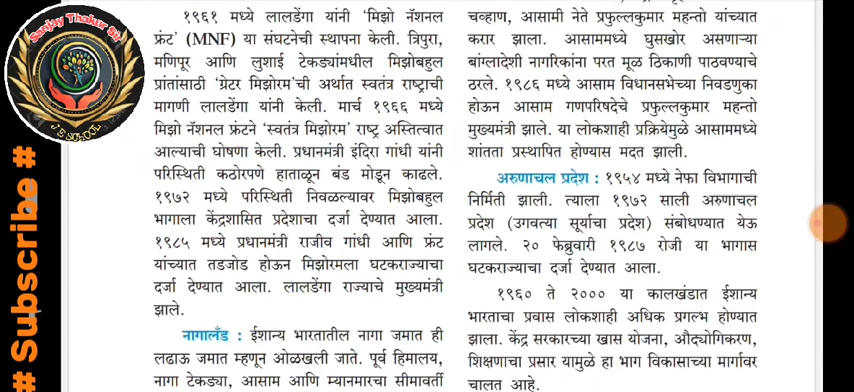 Sanjay Thakur Sir
J E SCHOOL
# Subscribe #
१९६१ मध्ये लालडेंगा यांनी 'मिझो नॅशनल
फ्रंट' (MNF) या संघटनेची स्थापना केली. त्रिपुरा,
मणिपूर आणि लुशाई टेकड्यांमधील मिझोबहुल
प्रांतांसाठी 'ग्रेटर मिझोरम'ची अर्थात स्वतंत्र राष्ट्राची
मागणी लालडेंगा यांनी केली. मार्च १९६६ मध्ये
मिझो नॅशनल फ्रंटने 'स्वतंत्र मिझोरम' राष्ट्र अस्तित्वात
आल्याची घोषणा केली. प्रधानमंत्री इंदिरा गांधी यांनी
परिस्थिती कठोरपणे हाताळून बंड मोडून काढले.
१९७२ मध्ये परिस्थिती निवळल्यावर मिझोबहुल
भागाला केंद्रशासित प्रदेशाचा दर्जा देण्यात आला.
१९८५ मध्ये प्रधानमंत्री राजीव गांधी आणि फ्रंट
यांच्यात तडजोड होऊन मिझोरमला घटकराज्याचा
दर्जा देण्यात आला. लालडेंगा राज्याचे मुख्यमंत्री
झाले.
नागालँड : ईशान्य भारतातील नागा जमात ही
लढाऊ जमात म्हणून ओळखली जाते. पूर्व हिमालय,
नागा टेकड्या, आसाम आणि म्यानमारचा सीमावर्ती
चव्हाण, आसामी नेते प्रफुल्लकुमार महन्तो यांच्यात
करार झाला. आसाममध्ये घुसखोर असणाऱ्या
बांग्लादेशी नागरिकांना परत मूळ ठिकाणी पाठवण्याचे
ठरले. १९८६ मध्ये आसाम विधानसभेच्या निवडणुका
होऊन आसाम गणपरिषदेचे प्रफुल्लकुमार महन्तो
मुख्यमंत्री झाले. या लोकशाही प्रक्रियेमुळे आसाममध्ये
शांतता प्रस्थापित होण्यास मदत झाली.
अरुणाचल प्रदेश : १९५४ मध्ये नेफा विभागाची
निर्मिती झाली. त्याला १९७२ साली अरुणाचल
प्रदेश (उगवत्या सूर्याचा प्रदेश) संबोधण्यात येऊ
लागले. २० फेब्रुवारी १९८७ रोजी या भागास
घटकराज्याचा दर्जा देण्यात आला.
१९६० ते २००० या कालखंडात ईशान्य
भारताचा प्रवास लोकशाही अधिक प्रगल्भ होण्यात
झाला. केंद्र सरकारच्या खास योजना, औद्योगिकरण,
शिक्षणाचा प्रसार यामुळे हा भाग विकासाच्या मार्गावर
चालत आहे.